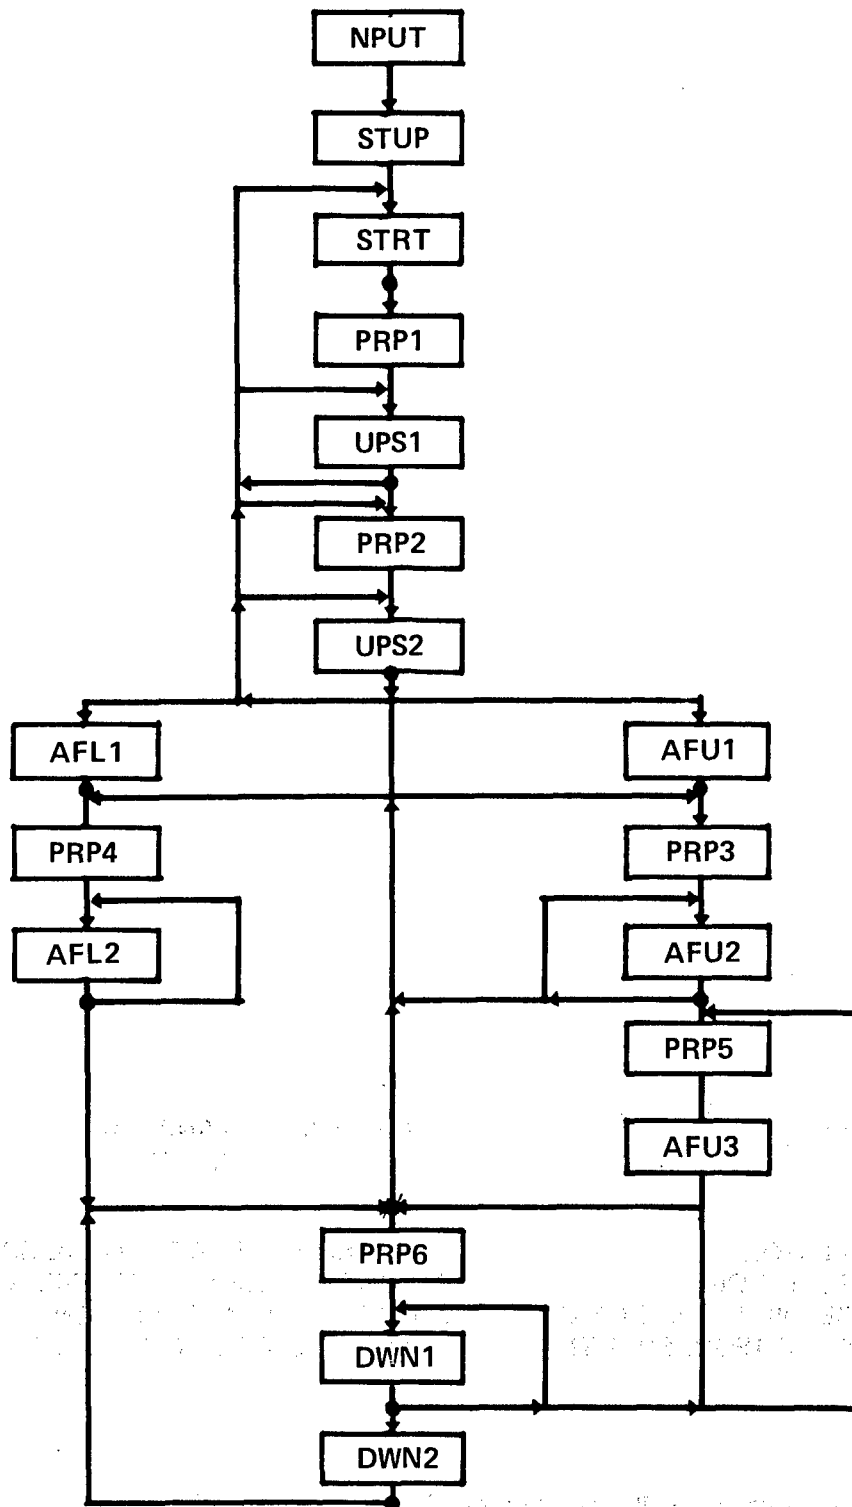 NPUT
STUP
STRT
PRP1
UPS1
PRP2
UPS2
AFL1
AFU1
PRP4
PRP3
AFL2
AFU2
PRP5
AFU3
PRP6
DWN1
DWN2